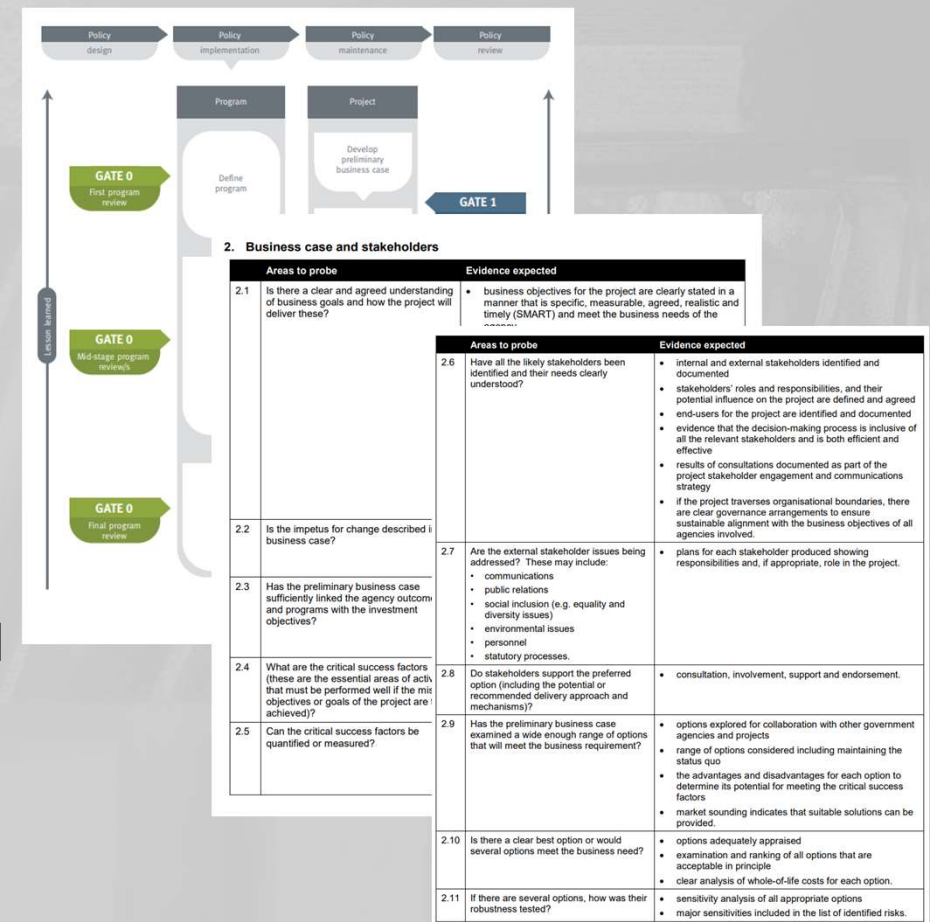 Policy
design
Policy
implementation
Policy
maintenance
Policy
review
Program
Project
Develop
preliminary
business case
Define
program
GATE 0
First program
review
GATE 1
Lesson learned
GATE 0
Mid-stage program
review/s
GATE 0
Final program
review
2. Business case and stakeholders
Areas to probe
Evidence expected
2.1
Is there a clear and agreed understanding
of business goals and how the project will
deliver these?
• business objectives for the project are clearly stated in a
manner that is specific, measurable, agreed, realistic and
timely (SMART) and meet the business needs of the
2.2
Is the impetus for change described
business case?
2.3
Has the preliminary business case
sufficiently linked the agency
and programs with the investment
objectives?
2.4
What are the critical success factors
(these are the essential areas of
that must be performed well if the
objectives or goals of the project are
achieved)?
2.5
Can the critical success factors be
quantified or measured?
Areas to probe
Evidence expected
2.6
Have all the likely stakeholders been
identified and their needs clearly
understood?
• internal and external stakeholders identified and
documented
• stakeholders' roles and responsibilities, and their
potential influence on the project are defined and agreed
• end-users for the project are identified and documented
• evidence that the decision-making process is inclusive of
all the relevant stakeholders and is both efficient and
effective
• results of consultations documented as part of the
project stakeholder engagement and communications
strategy
• if the project traverses organisational boundaries, there
are clear governance arrangements to ensure
sustainable alignment with the business objectives of all
agencies involved.
2.7
Are the external stakeholder issues being
addressed? These may include:
• communications
• public relations
• social inclusion (e.g. equality and
diversity issues)
• environmental issues
• personnel
• statutory processes.
• plans for each stakeholder produced showing
responsibilities and, if appropriate, role in the project.
2.8
Do stakeholders support the preferred
option (including the potential or
recommended delivery approach and
mechanisms)?
• consultation, involvement, support and endorsement.
2.9
Has the preliminary business case
examined a wide enough range of options
that will meet the business requirement?
• options explored for collaboration with other government
agencies and projects
• range of options considered including maintaining the
status quo
• the advantages and disadvantages for each option to
determine its potential for meeting the critical success
factors
• market sounding indicates that suitable solutions can be
provided.
2.10
Is there a clear best option or would
several options meet the business need?
• options adequately appraised
• examination and ranking of all options that are
acceptable in principle
• clear analysis of whole-of-life costs for each option.
2.11
If there are several options, how was their
robustness tested?
• sensitivity analysis of all appropriate options
• major sensitivities included in the list of identified risks.